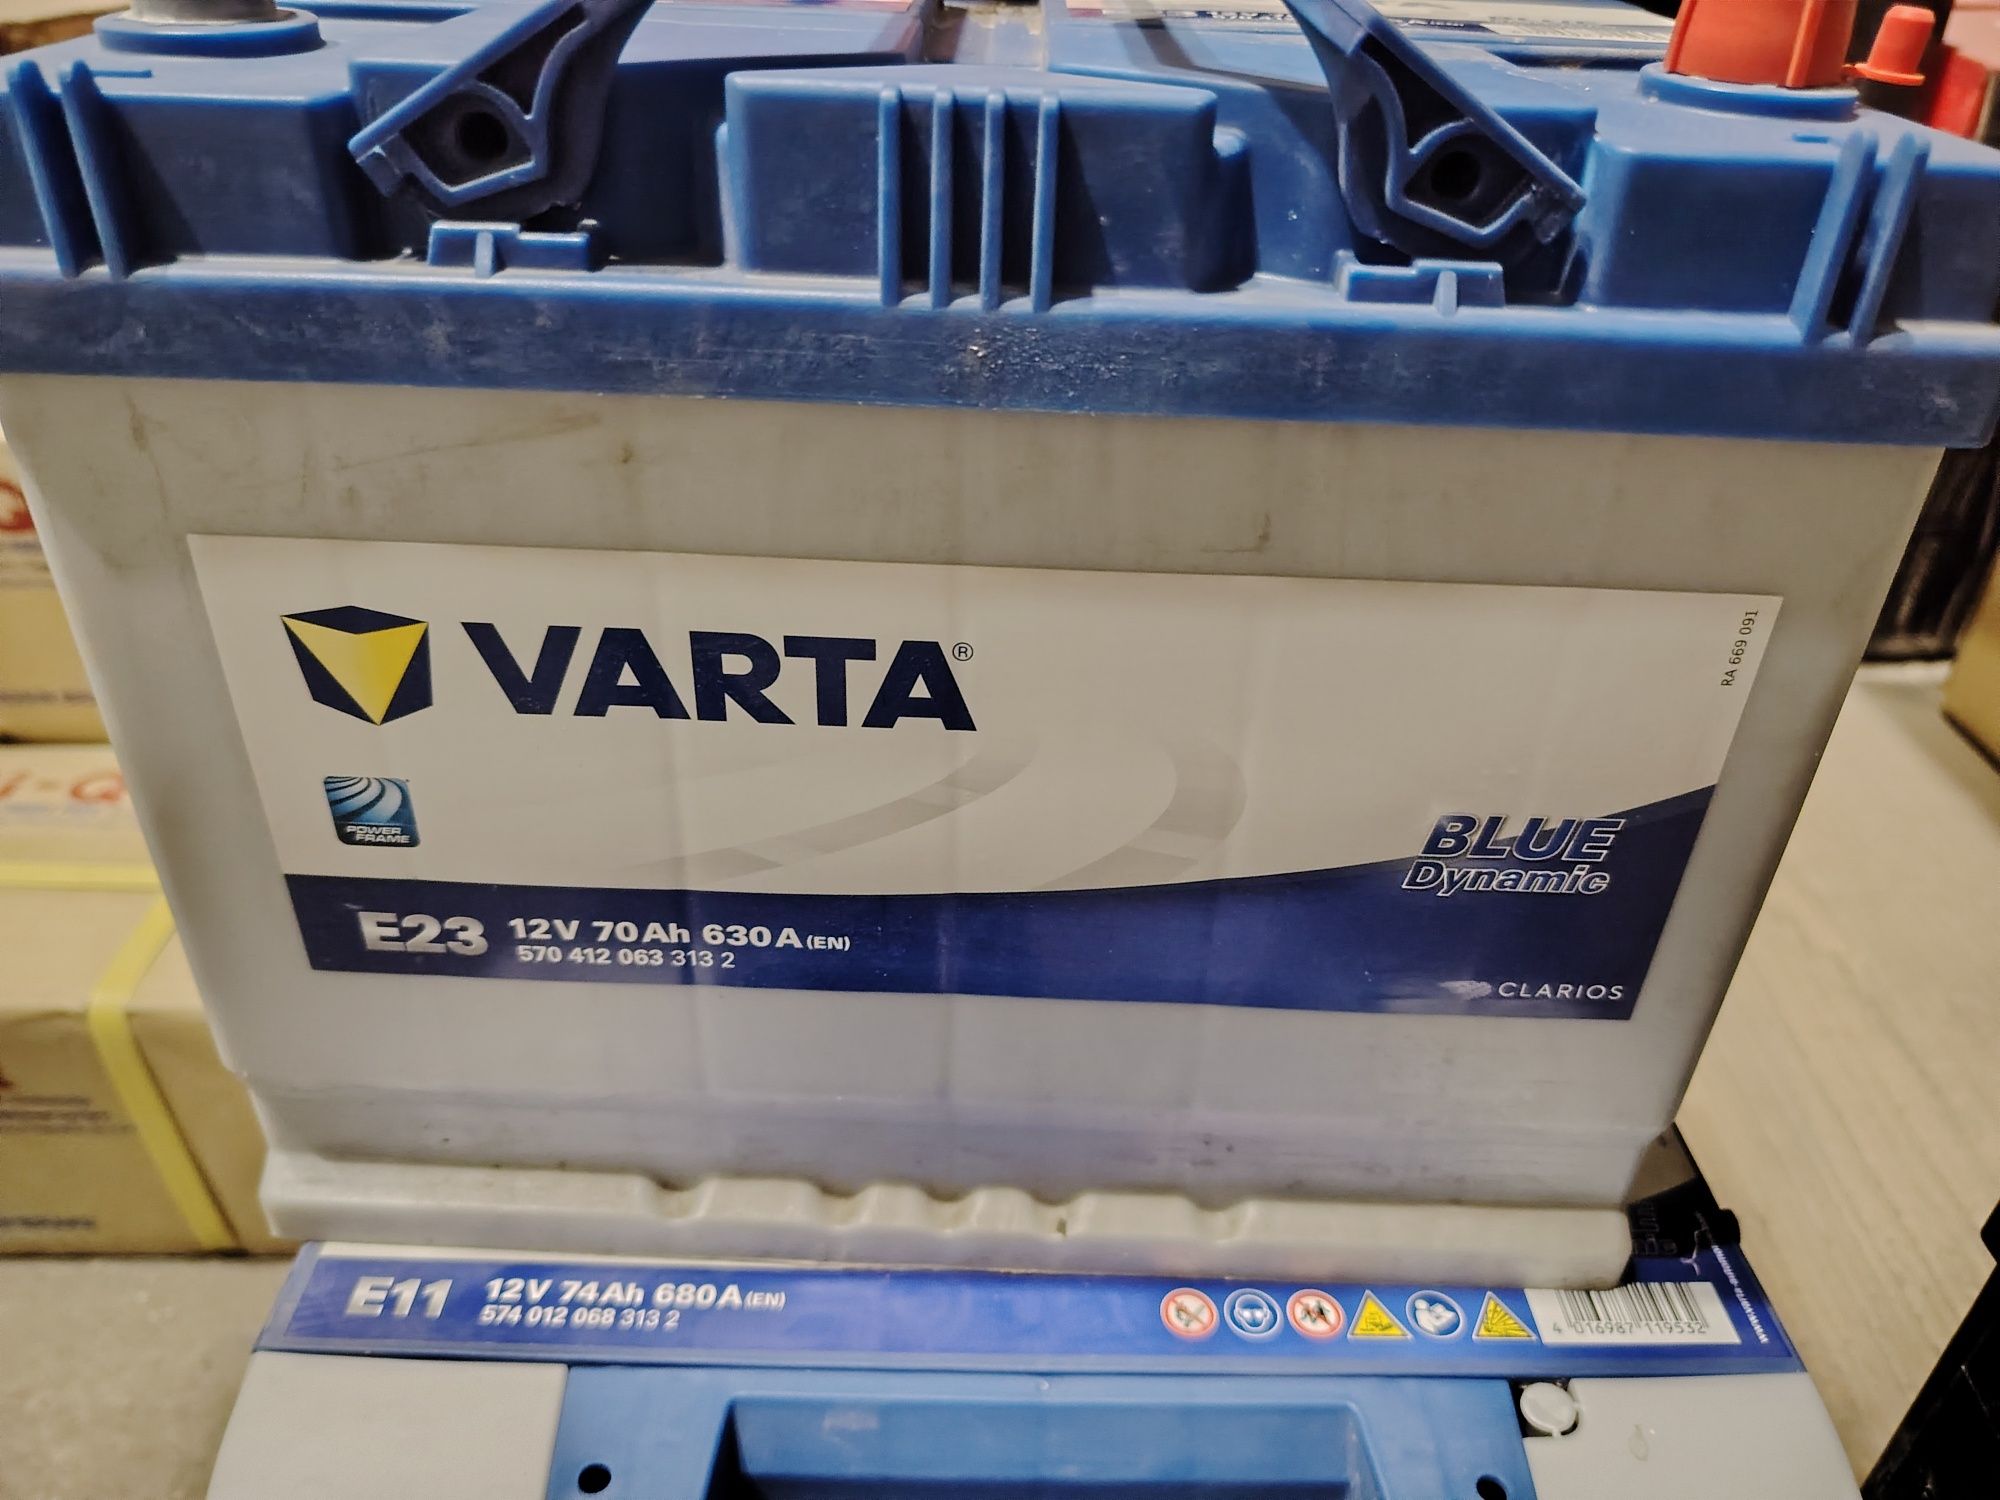 VARTA®
RA 669 091
POWER
FRAME
BLUE
Dynamic
E23 12V 70Ah 630A (EN)
570 412 063 313 2
CLARIOS
E11 12V 74Ah 680A (EN)
574 012 068 313 2
4 016987 119532